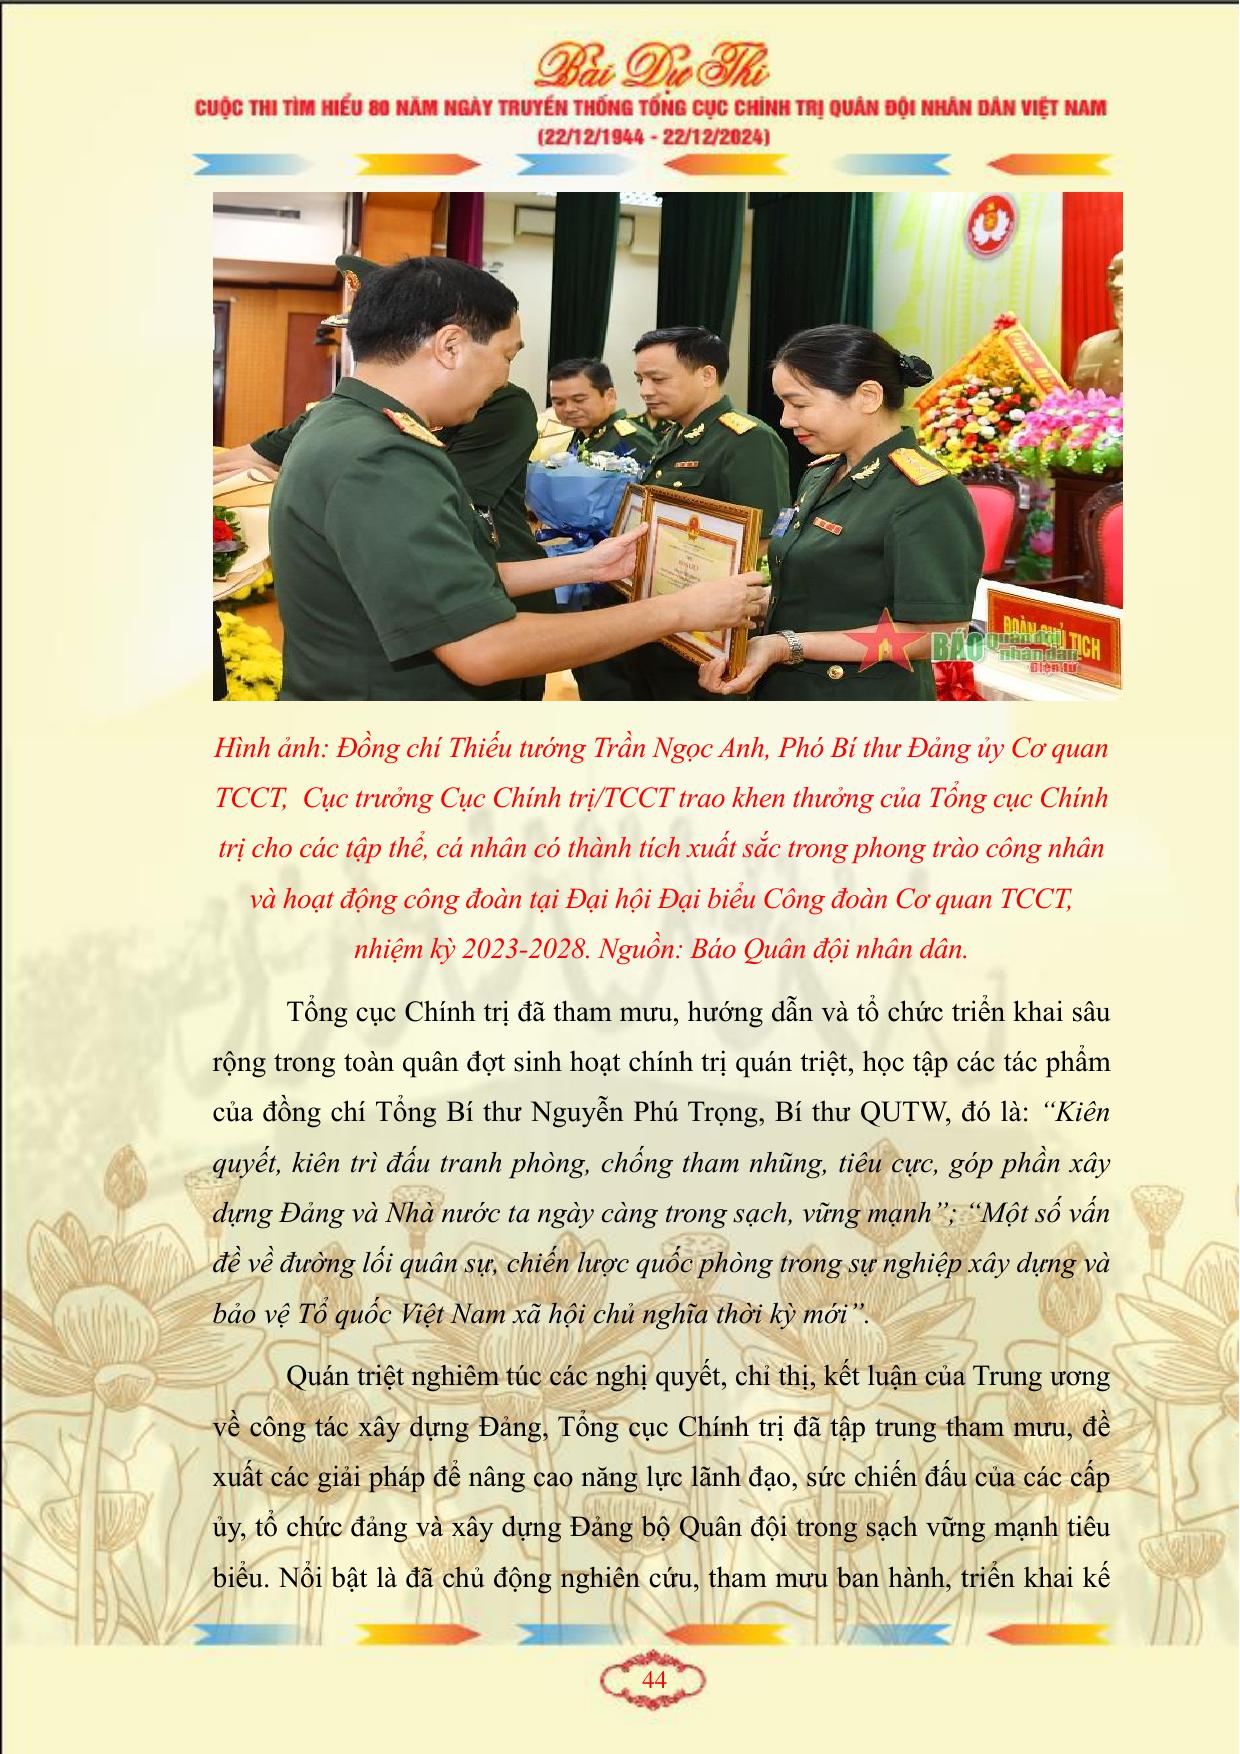 Bài Dự Thi
CUỘC THI TÌM HIỂU 80 NĂM NGÀY TRUYỀN THỐNG TỔNG CỤC CHÍNH TRỊ QUÂN ĐỘI NHÂN DÂN VIỆT NAM
(22/12/1944 - 22/12/2024)
ĐOÀN CHỦ TỊCH
BÁO quân đội
nhân dân
Điện tử
Hình ảnh: Đồng chí Thiếu tướng Trần Ngọc Anh, Phó Bí thư Đảng ủy Cơ quan
TCCT, Cục trưởng Cục Chính trị/TCCT trao khen thưởng của Tổng cục Chính
trị cho các tập thể, cá nhân có thành tích xuất sắc trong phong trào công nhân
và hoạt động công đoàn tại Đại hội Đại biểu Công đoàn Cơ quan TCCT,
nhiệm kỳ 2023-2028. Nguồn: Báo Quân đội nhân dân.
Tổng cục Chính trị đã tham mưu, hướng dẫn và tổ chức triển khai sâu
rộng trong toàn quân đợt sinh hoạt chính trị quán triệt, học tập các tác phẩm
của đồng chí Tổng Bí thư Nguyễn Phú Trọng, Bí thư QUTW, đó là: “Kiên
quyết, kiên trì đấu tranh phòng, chống tham nhũng, tiêu cực, góp phần xây
dựng Đảng và Nhà nước ta ngày càng trong sạch, vững mạnh”; “Một số vấn
đề về đường lối quân sự, chiến lược quốc phòng trong sự nghiệp xây dựng và
bảo vệ Tổ quốc Việt Nam xã hội chủ nghĩa thời kỳ mới”.
Quán triệt nghiêm túc các nghị quyết, chỉ thị, kết luận của Trung ương
về công tác xây dựng Đảng, Tổng cục Chính trị đã tập trung tham mưu, đề
xuất các giải pháp để nâng cao năng lực lãnh đạo, sức chiến đấu của các cấp
ủy, tổ chức đảng và xây dựng Đảng bộ Quân đội trong sạch vững mạnh tiêu
biểu. Nổi bật là đã chủ động nghiên cứu, tham mưu ban hành, triển khai kế
44